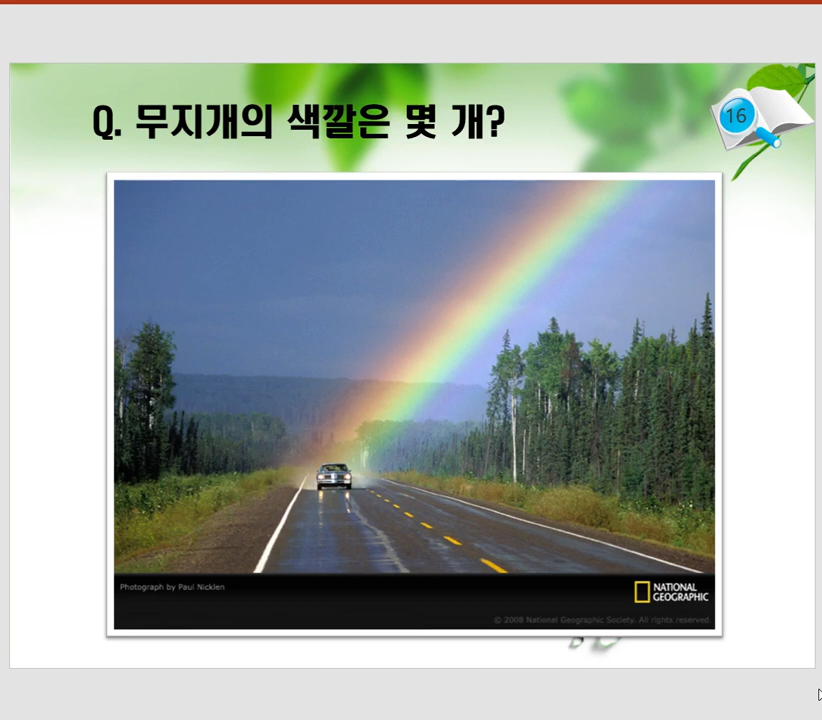 Q. 무지개의 색깔은 몇 개?
16
Photograph by Paul Nicklen
NATIONAL
GEOGRAPHIC
© 2008 National Geographic Society. All rights reserved.